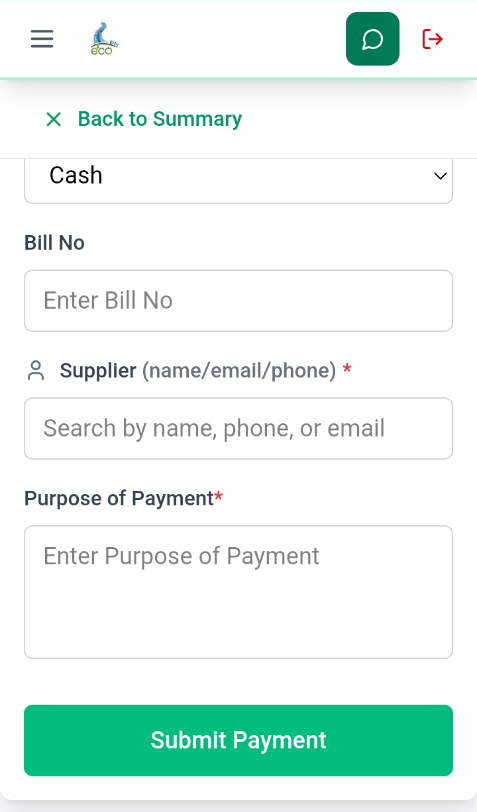 eco
Back to Summary
Cash
Bill No
Enter Bill No
Supplier (name/email/phone) *
Search by name, phone, or email
Purpose of Payment*
Enter Purpose of Payment
Submit Payment